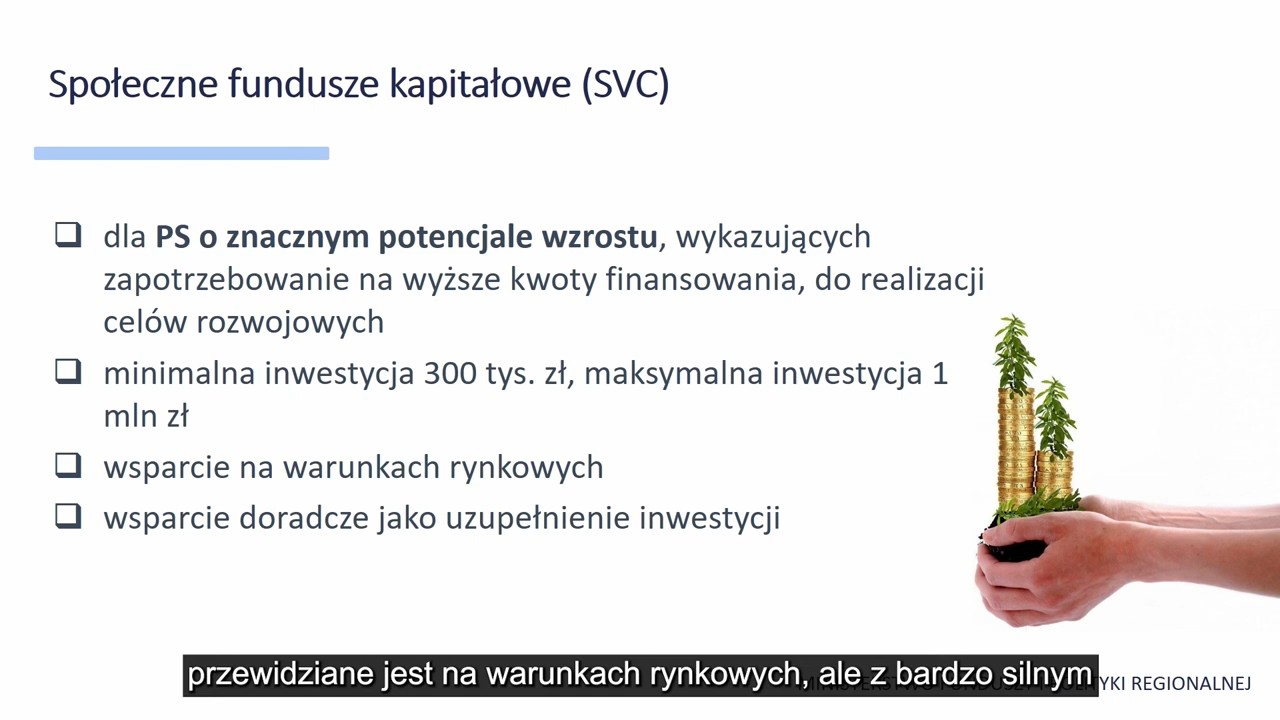 Społeczne fundusze kapitałowe (SVC)
dla PS o znacznym potencjale wzrostu, wykazujących
zapotrzebowanie na wyższe kwoty finansowania, do realizacji
celów rozwojowych
minimalna inwestycja 300 tys. zł, maksymalna inwestycja 1
mln zł
wsparcie na warunkach rynkowych
wsparcie doradcze jako uzupełnienie inwestycji
przewidziane jest na warunkach rynkowych, ale z bardzo silnym
REGIONALNEJ